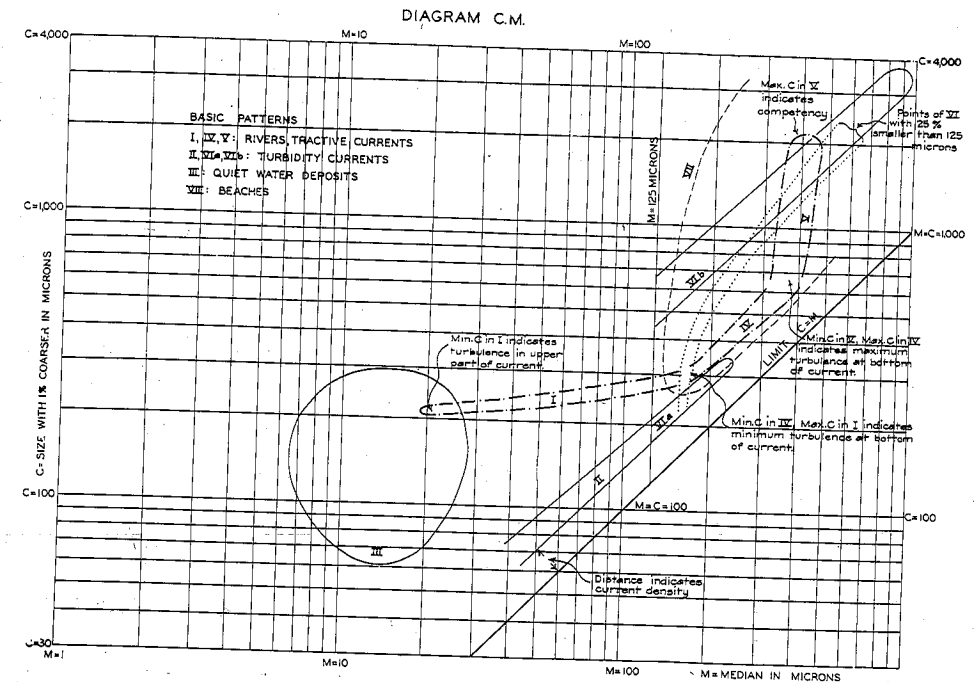 DIAGRAM C.M.
C=4,000
M=10
M=100
C=4,000
BASIC PATTERNS
I, IV, V: RIVERS, TRACTIVE CURRENTS
II, VIa, VIb: TURBIDITY CURRENTS
III: QUIET WATER DEPOSITS
VII: BEACHES
Max. C in V
indicates
competency
Points of VI
with 25 %
smaller than 125
microns
VII
M=125 MICRONS
V
C=1,000
M=C=1,000
VIb
IV
C=M
LIMIT
C=SIZE WITH 1% COARSER IN MICRONS
Min.C in I indicates
turbulence in upper
part of current.
Min.C in V, Max.C in IV
indicates maximum
turbulence at bottom
of current.
I
VIa
Min.C in IV, Max.C in I indicates
minimum turbulence at bottom
of current.
II
C=100
M=C=100
C=100
III
Distance indicates
current density
C=30
M=1
M=10
M=100
M=MEDIAN IN MICRONS